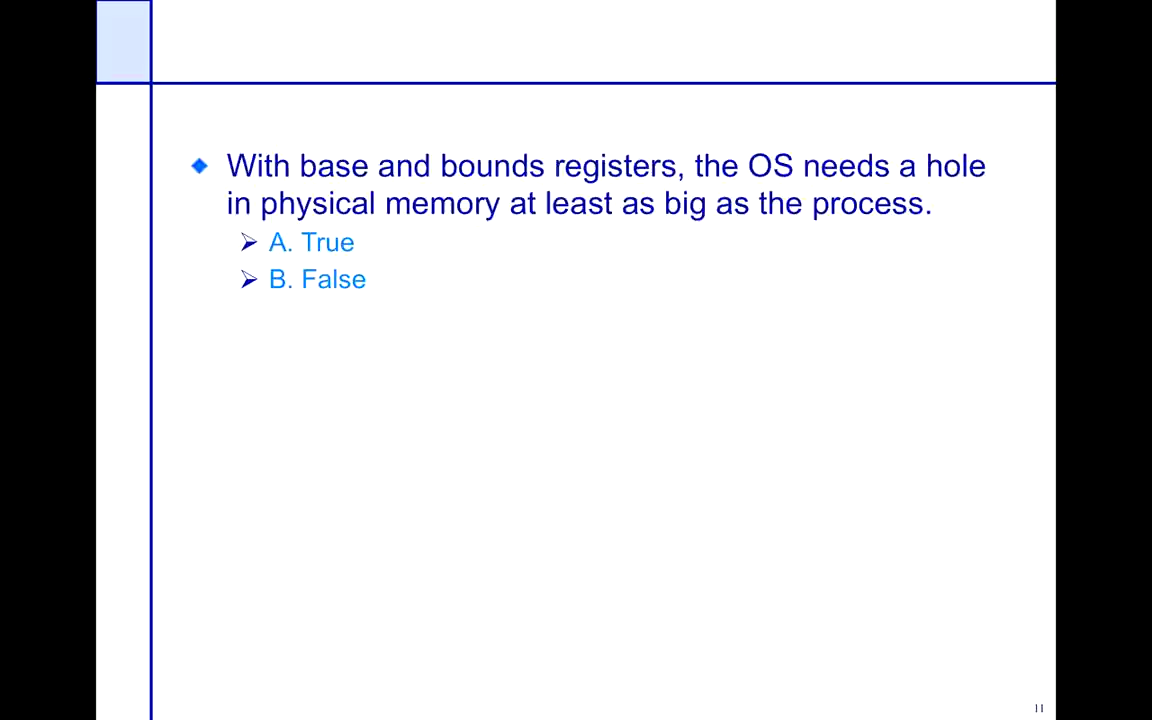 With base and bounds registers, the OS needs a hole
in physical memory at least as big as the process.
A. True
B. False
11